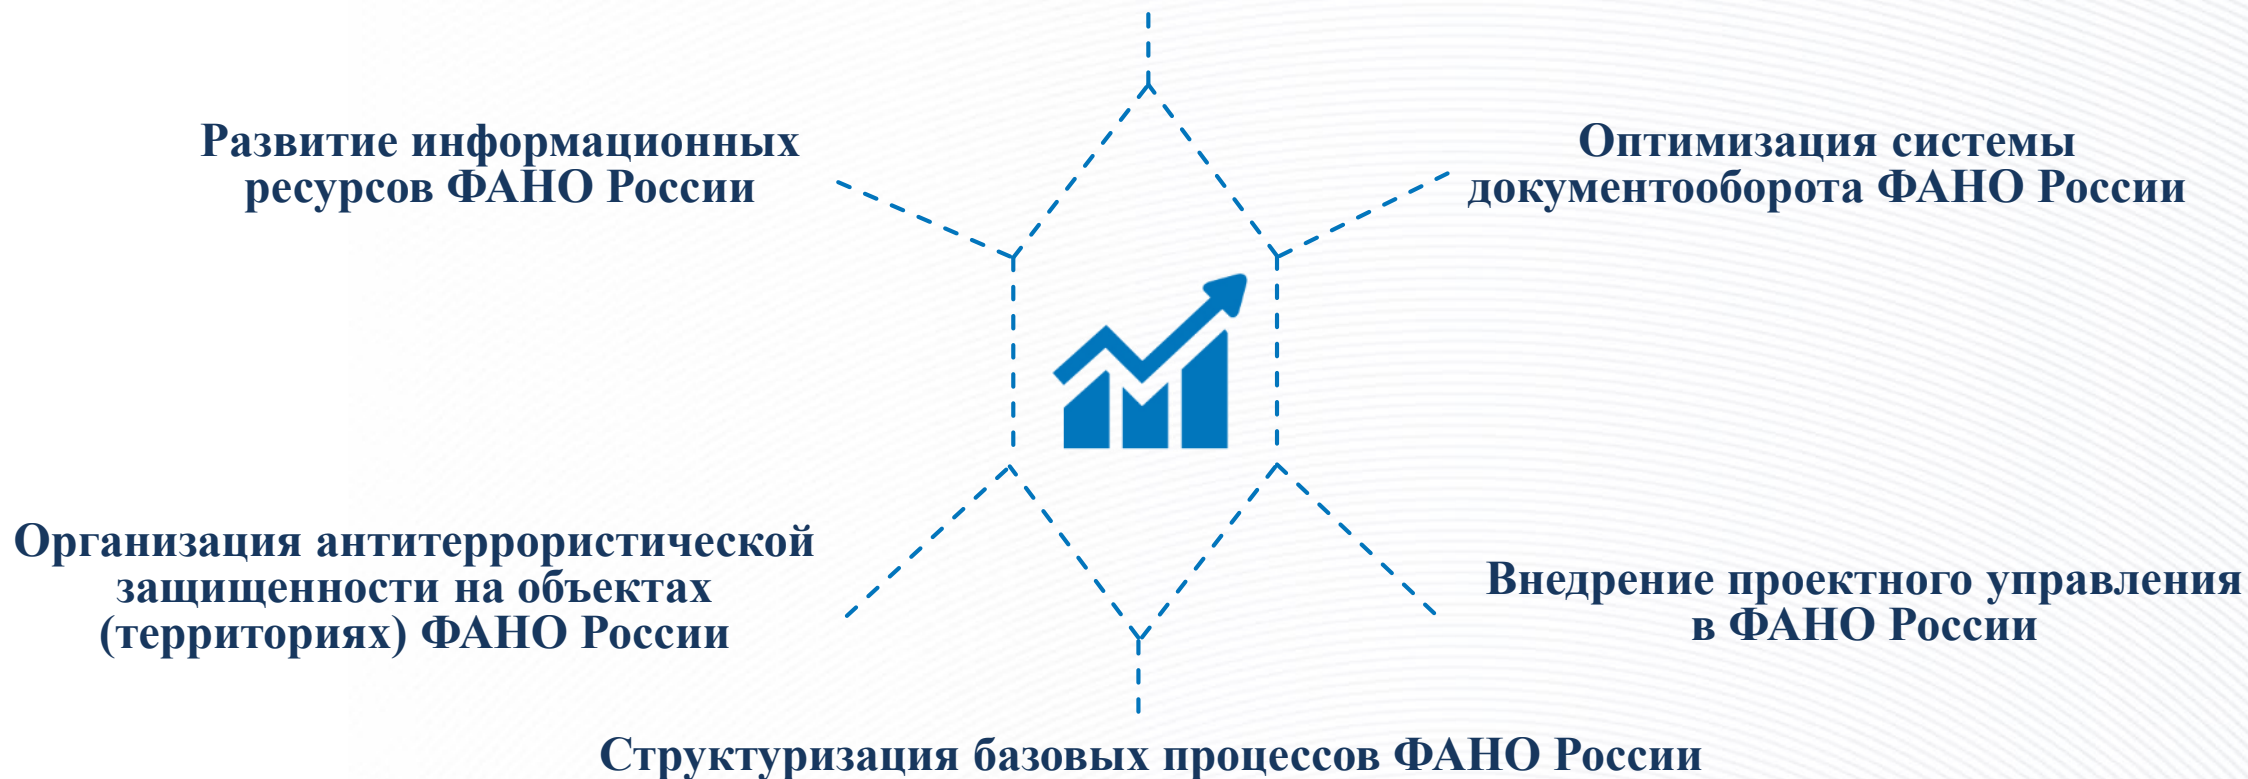 Развитие информационных
ресурсов ФАНО России
Оптимизация системы
документооборота ФАНО России
Организация антитеррористической
защищенности на объектах
(территориях) ФАНО России
Внедрение проектного управления
в ФАНО России
Структуризация базовых процессов ФАНО России